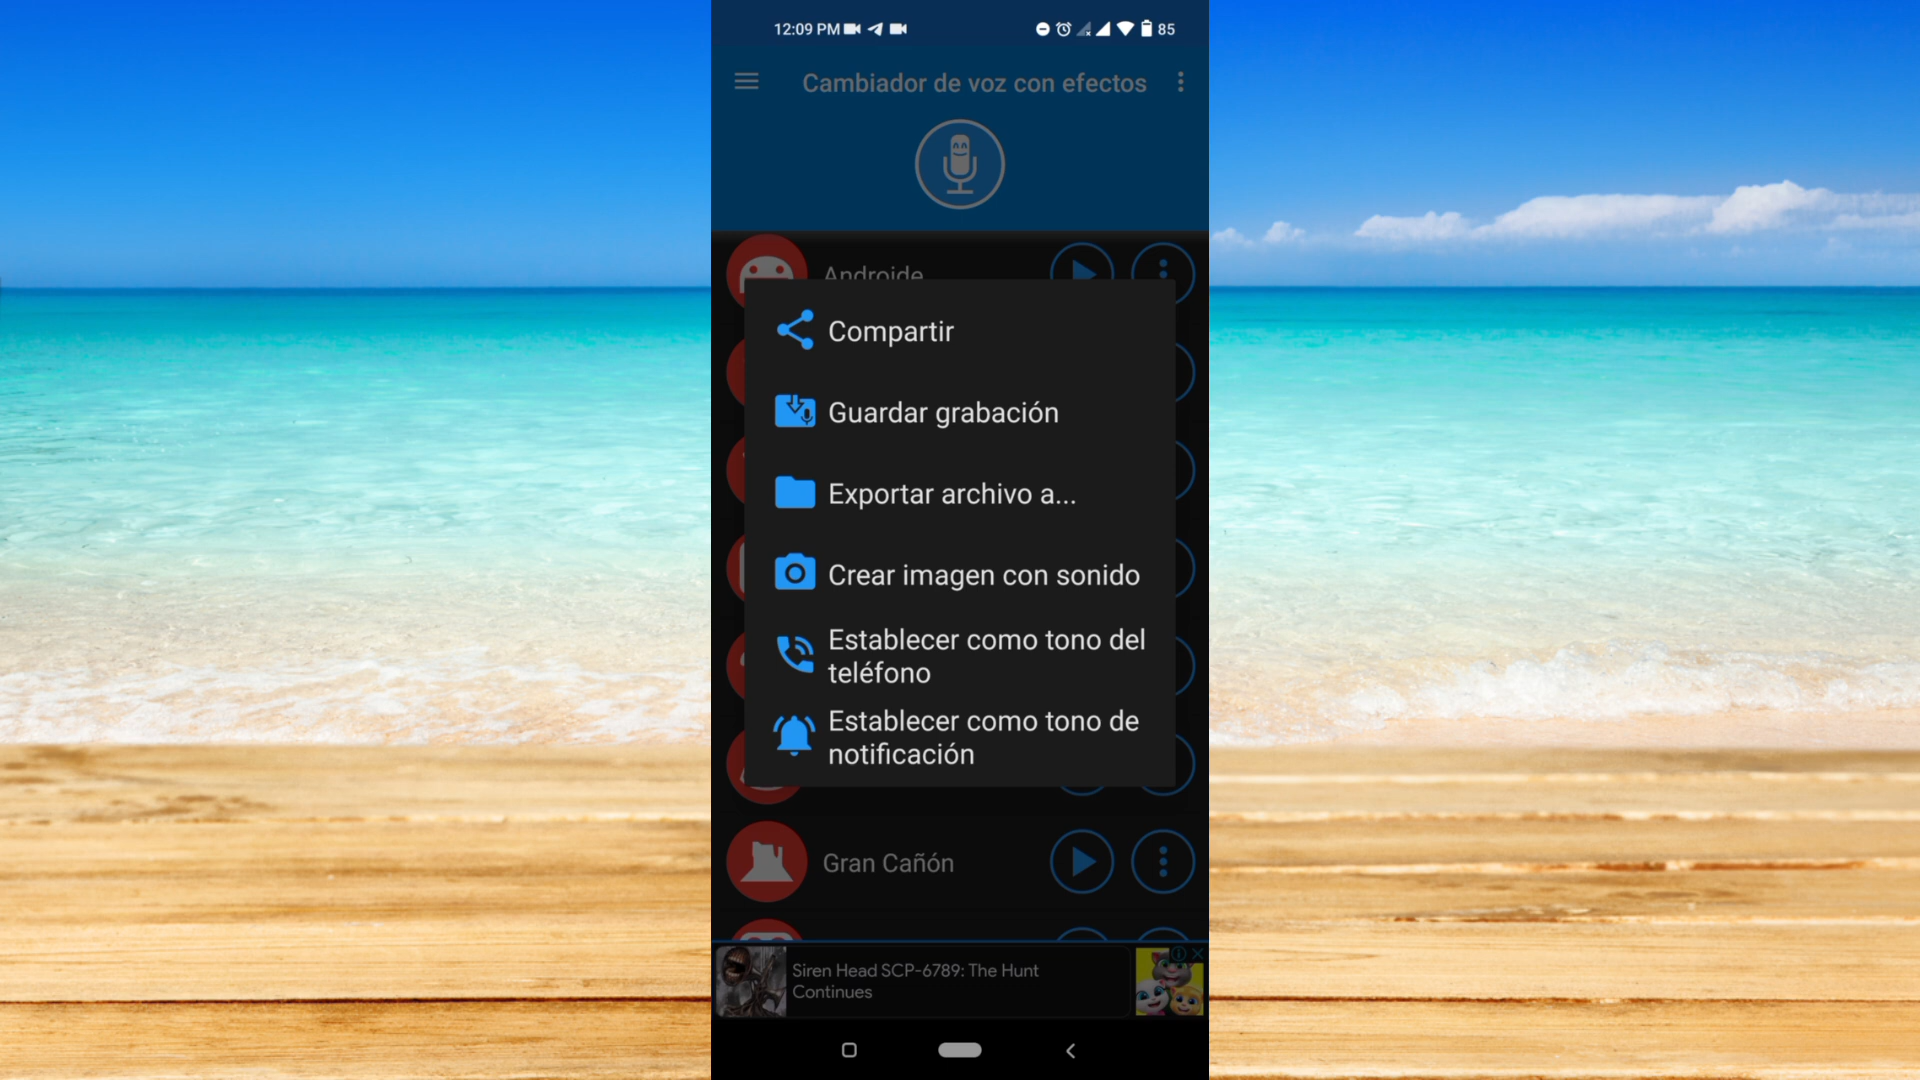 12:09 PM
85
Cambiador de voz con efectos
Androide
Compartir
Guardar grabación
Exportar archivo a...
Crear imagen con sonido
Establecer como tono del
teléfono
Establecer como tono de
notificación
Gran Cañón
Siren Head SCP-6789: The Hunt
Continues